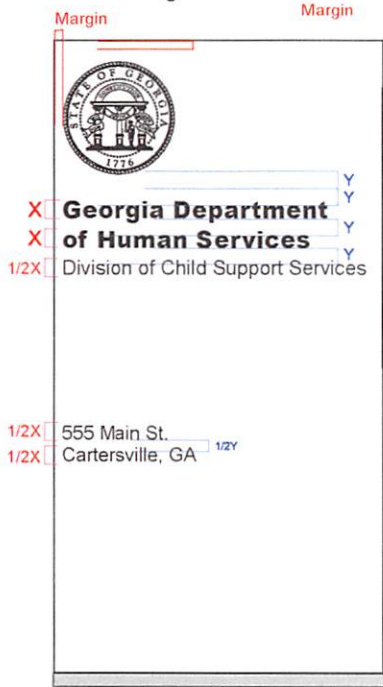 Margin
Margin
STATE OF GEORGIA
1776
Y
Y
X Georgia Department
Y
X of Human Services
Y
1/2X Division of Child Support Services
1/2X 555 Main St.
1/2Y
1/2X Cartersville, GA